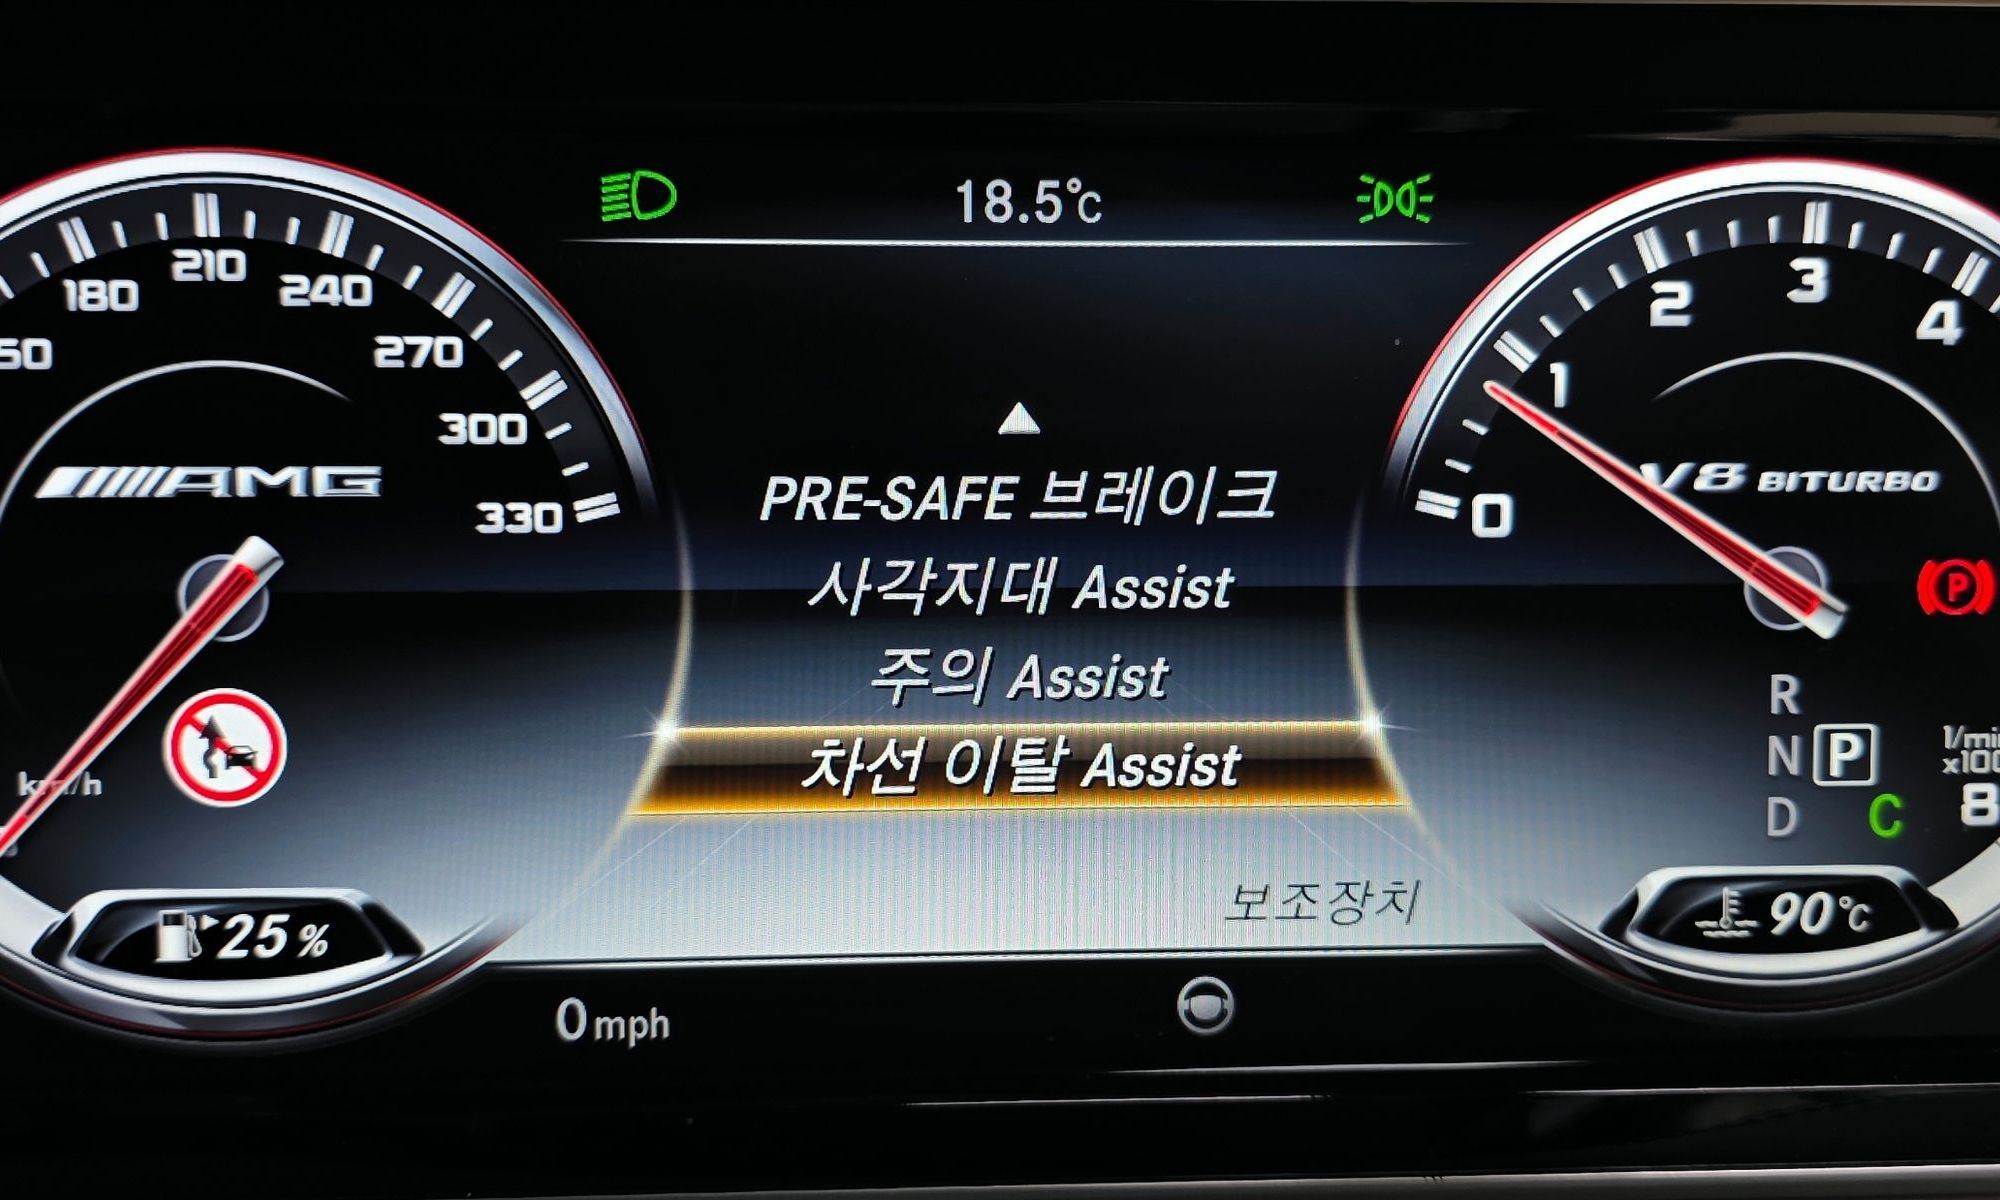 18.5℃
180
210
240
270
300
330
AMG
km/h
25 %
0 mph
PRE-SAFE 브레이크
사각지대 Assist
주의 Assist
차선 이탈 Assist
보조장치
0
1
2
3
4
V8 BITURBO
P
R
N P
D C
90℃